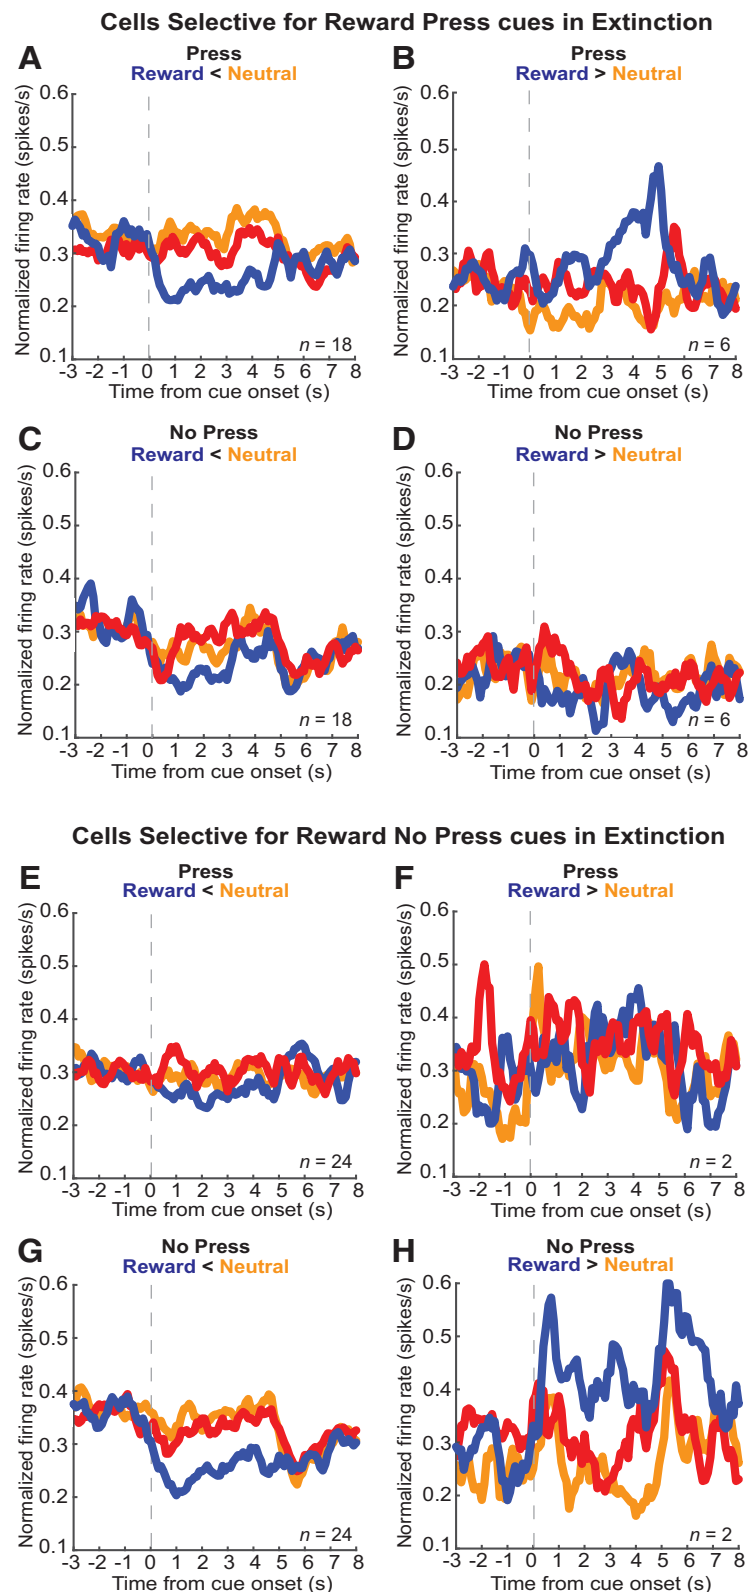 Cells Selective for Reward Press cues in Extinction
A
Press
Reward < Neutral
Normalized firing rate (spikes/s)
0.6
0.5
0.4
0.3
0.2
0.1
n = 18
-3 -2 -1 0 1 2 3 4 5 6 7 8
Time from cue onset (s)
B
Press
Reward > Neutral
Normalized firing rate (spikes/s)
0.6
0.5
0.4
0.3
0.2
0.1
n = 6
-3 -2 -1 0 1 2 3 4 5 6 7 8
Time from cue onset (s)
C
No Press
Reward < Neutral
Normalized firing rate (spikes/s)
0.6
0.5
0.4
0.3
0.2
0.1
n = 18
-3 -2 -1 0 1 2 3 4 5 6 7 8
Time from cue onset (s)
D
No Press
Reward > Neutral
Normalized firing rate (spikes/s)
0.6
0.5
0.4
0.3
0.2
0.1
n = 6
-3 -2 -1 0 1 2 3 4 5 6 7 8
Time from cue onset (s)
Cells Selective for Reward No Press cues in Extinction
E
Press
Reward < Neutral
Normalized firing rate (spikes/s)
0.6
0.5
0.4
0.3
0.2
0.1
n = 24
-3 -2 -1 0 1 2 3 4 5 6 7 8
Time from cue onset (s)
F
Press
Reward > Neutral
Normalized firing rate (spikes/s)
0.6
0.5
0.4
0.3
0.2
0.1
n = 2
-3 -2 -1 0 1 2 3 4 5 6 7 8
Time from cue onset (s)
G
No Press
Reward < Neutral
Normalized firing rate (spikes/s)
0.6
0.5
0.4
0.3
0.2
0.1
n = 24
-3 -2 -1 0 1 2 3 4 5 6 7 8
Time from cue onset (s)
H
No Press
Reward > Neutral
Normalized firing rate (spikes/s)
0.6
0.5
0.4
0.3
0.2
0.1
n = 2
-3 -2 -1 0 1 2 3 4 5 6 7 8
Time from cue onset (s)